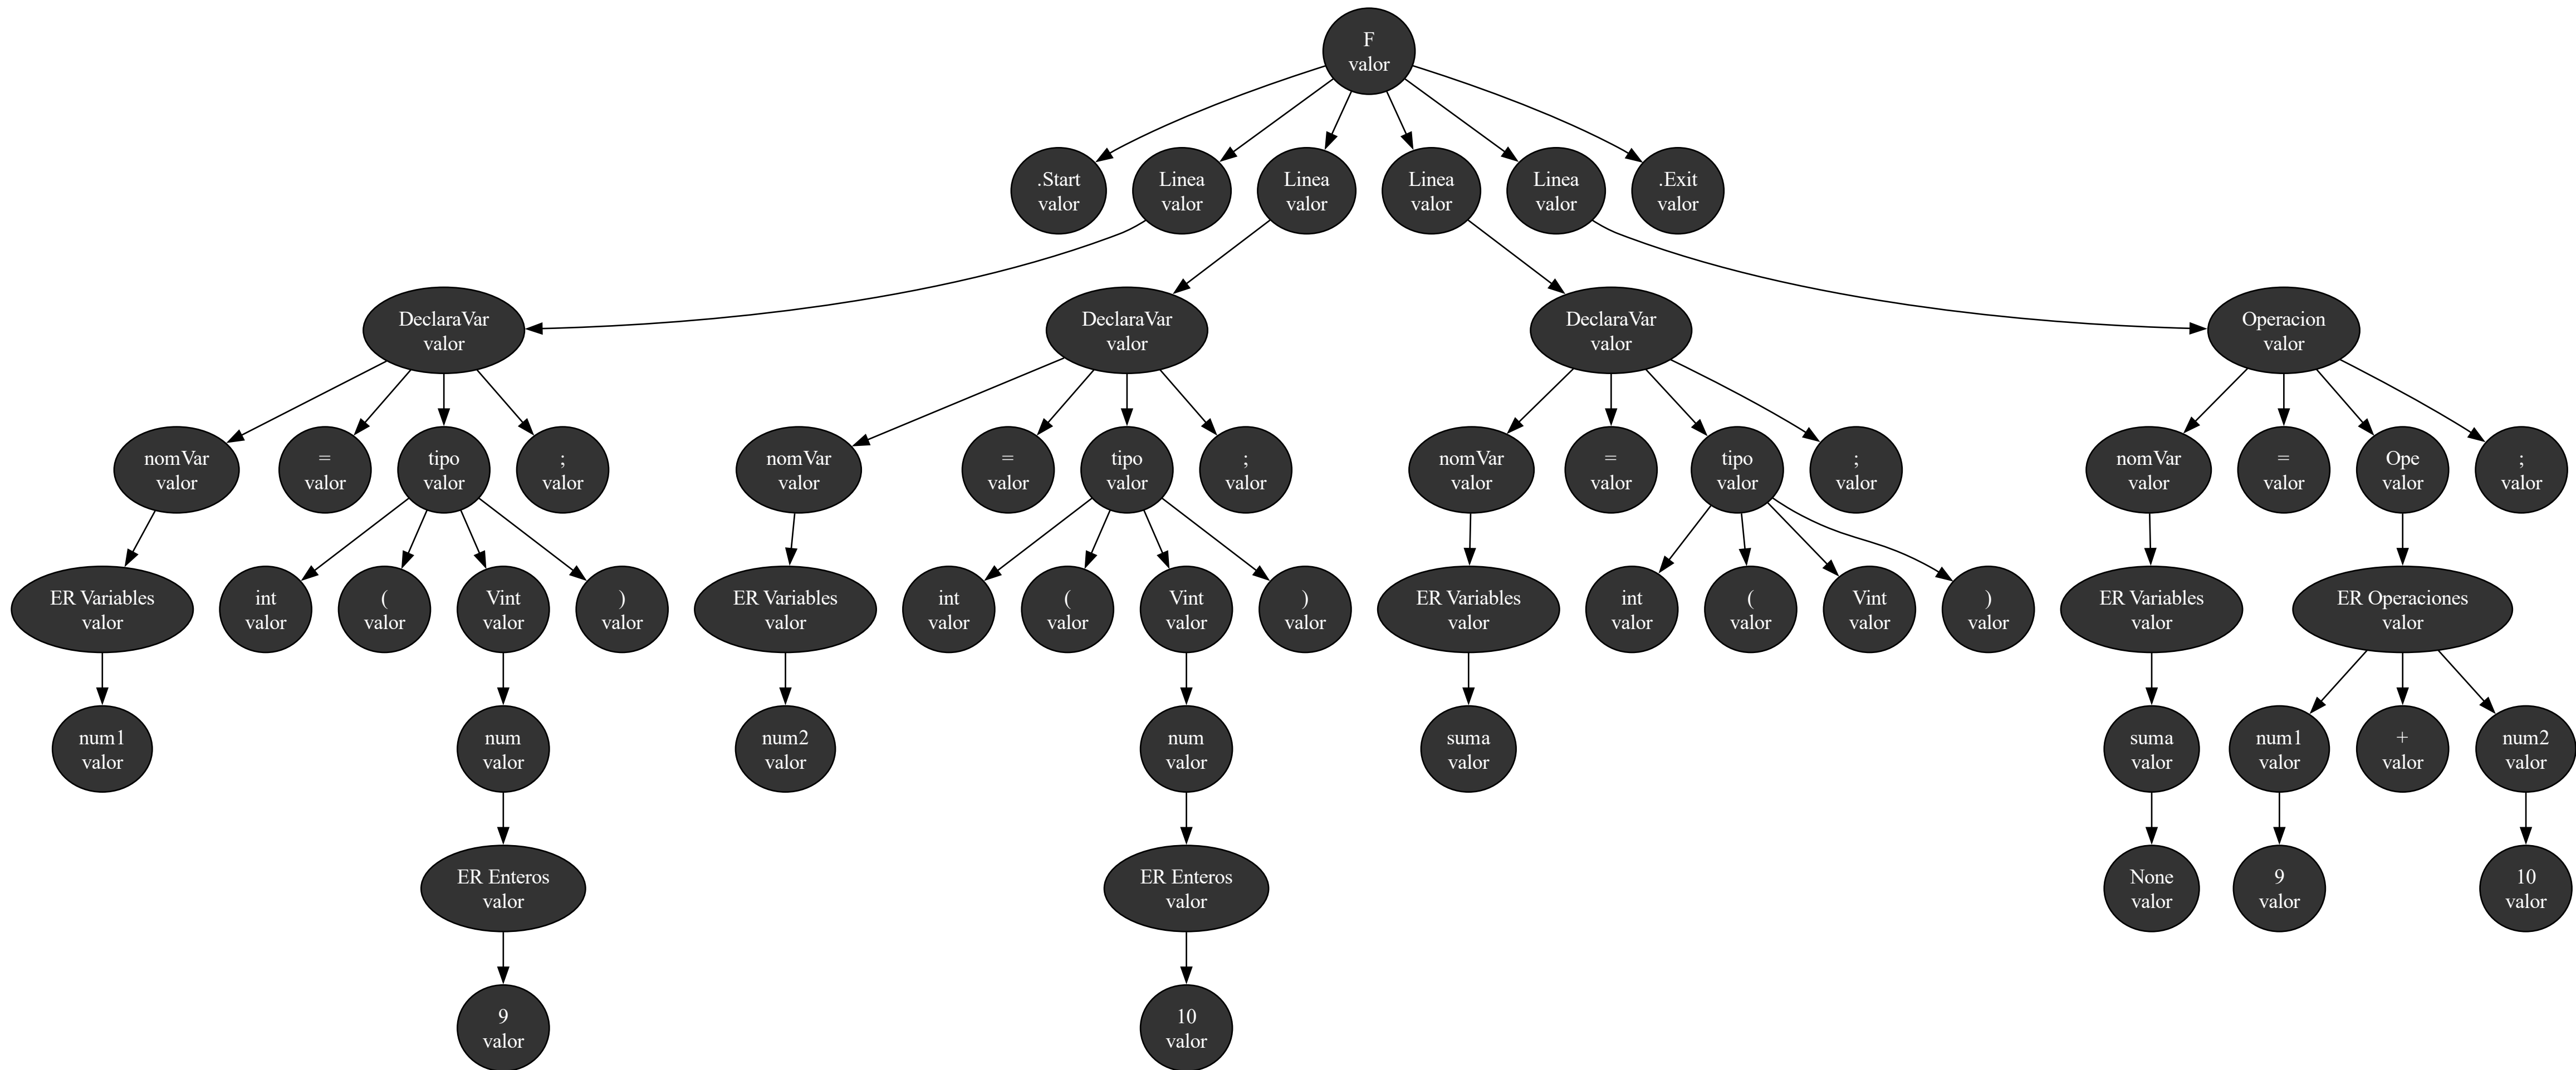 F
valor
.Start
valor
Linea
valor
Linea
valor
Linea
valor
Linea
valor
.Exit
valor
DeclaraVar
valor
DeclaraVar
valor
DeclaraVar
valor
Operacion
valor
nomVar
valor
=
valor
tipo
valor
;
valor
nomVar
valor
=
valor
tipo
valor
;
valor
nomVar
valor
=
valor
tipo
valor
;
valor
nomVar
valor
=
valor
Ope
valor
;
valor
ER Variables
valor
int
valor
(
valor
Vint
valor
)
valor
ER Variables
valor
int
valor
(
valor
Vint
valor
)
valor
ER Variables
valor
int
valor
(
valor
Vint
valor
)
valor
ER Variables
valor
ER Operaciones
valor
num1
valor
num
valor
num2
valor
num
valor
suma
valor
suma
valor
num1
valor
+
valor
num2
valor
ER Enteros
valor
ER Enteros
valor
None
valor
9
valor
10
valor
9
valor
10
valor